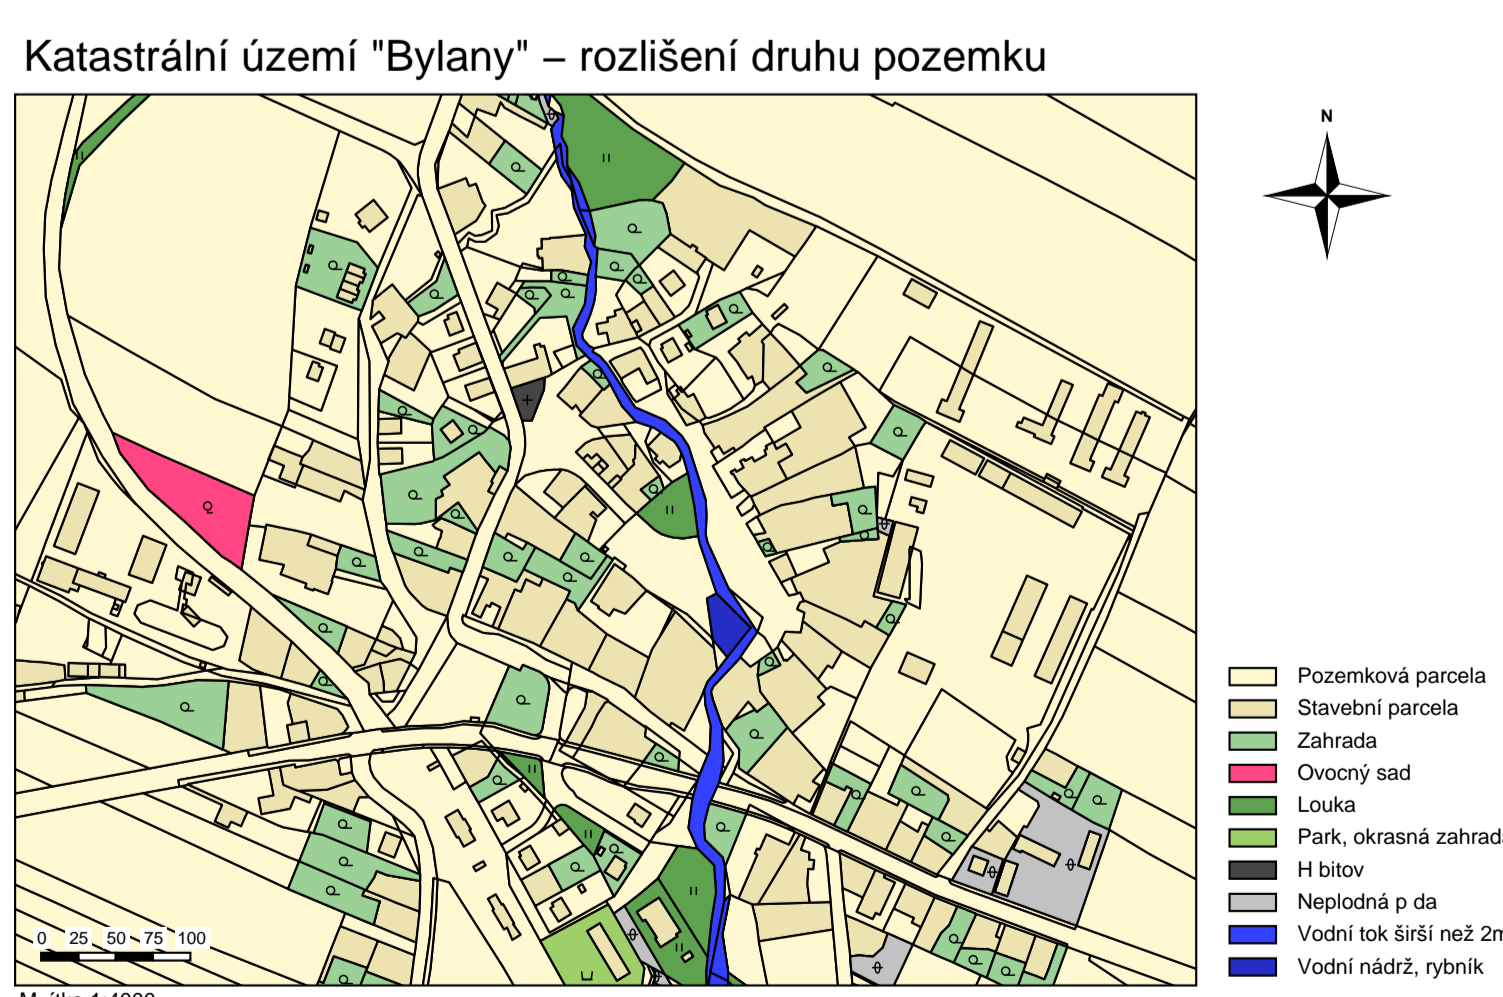 Katastrální území "Bylany" – rozlišení druhu pozemku
N
Pozemková parcela
Stavební parcela
Zahrada
Ovocný sad
Louka
Park, okrasná zahrad
H bitov
Neplodná p da
Vodní tok širší než 2m
Vodní nádrž, rybník
0 25 50 75 100